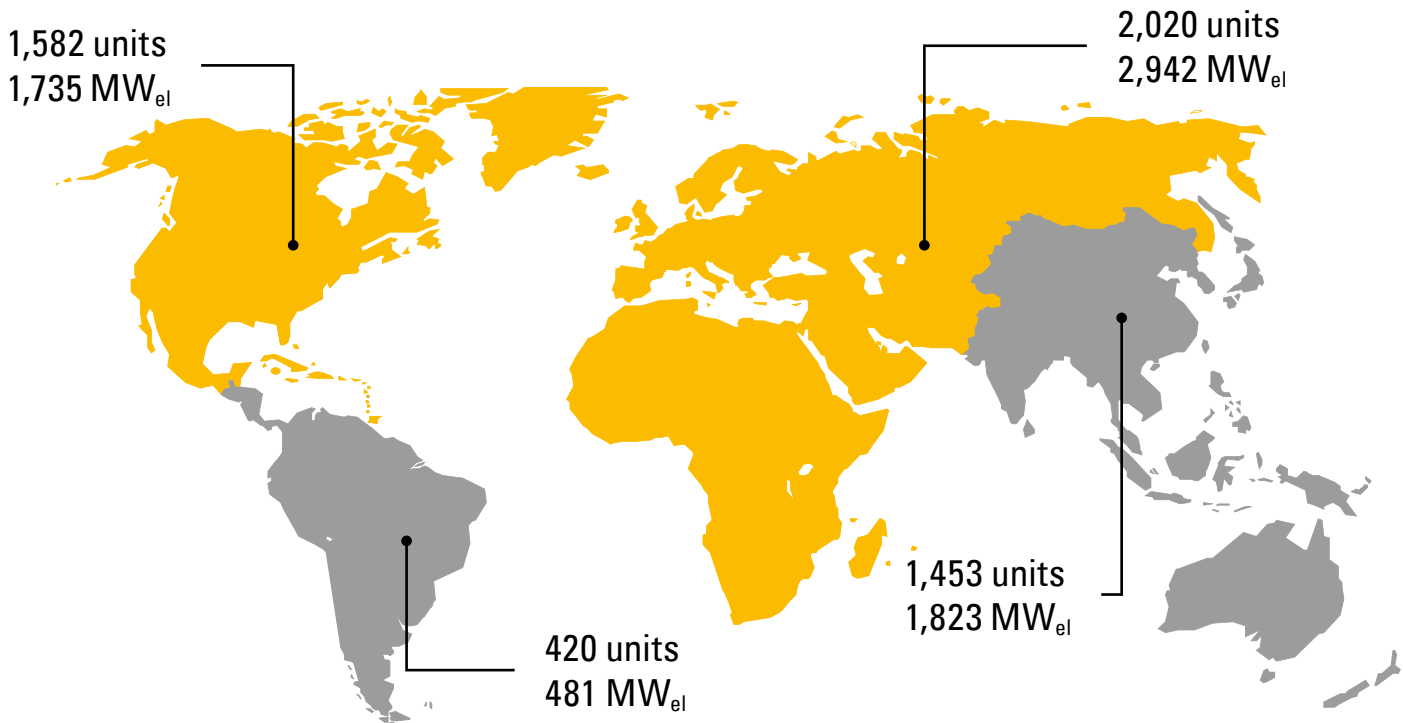 1,582 units
1,735 MWel
2,020 units
2,942 MWel
1,453 units
1,823 MWel
420 units
481 MWel